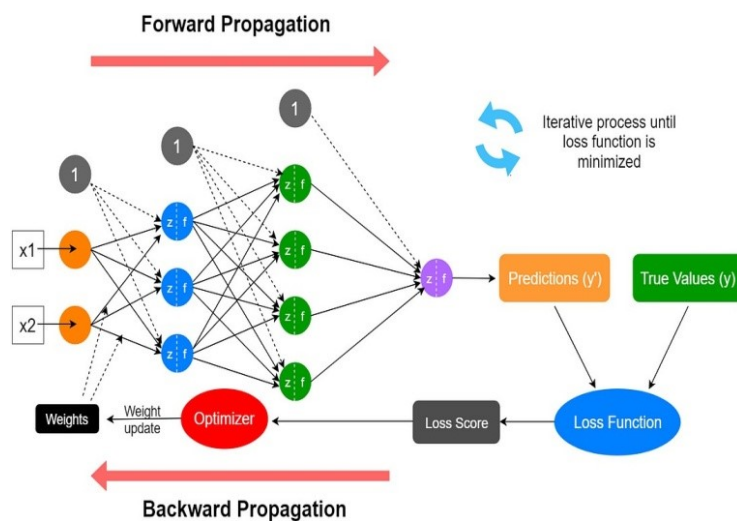 Forward Propagation
1
1
1
Iterative process until
loss function is
minimized
z f
z f
x1
z f
z f
z f
Predictions (y')
True Values (y)
z f
x2
z f
z f
z f
Weights
Weight
update
Optimizer
Loss Score
Loss Function
Backward Propagation